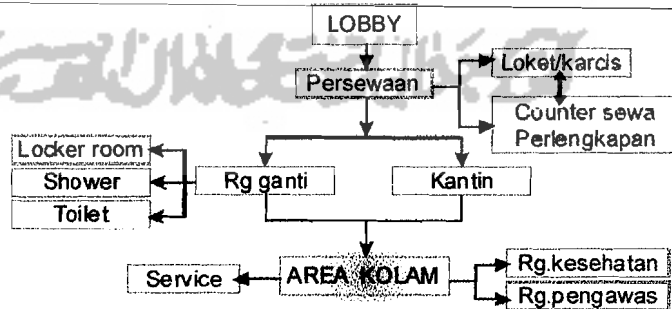 LOBBY
Persewaan
Loket/karcis
Counter sewa
Perlengkapan
Locker room
Shower
Toilet
Rg ganti
Kantin
Service
AREA KOLAM
Rg.kesehatan
Rg.pengawas